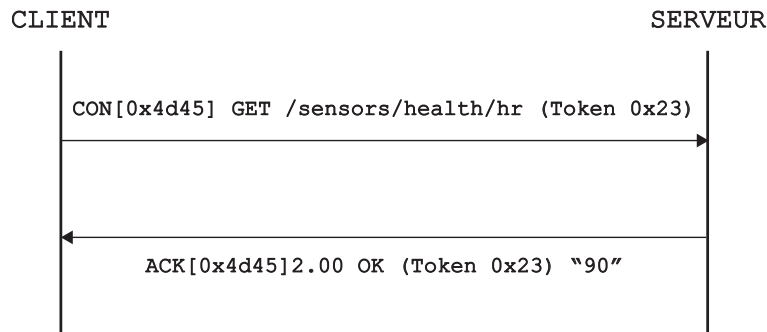 CLIENT SERVEUR
CON[0x4d45] GET /sensors/health/hr (Token 0x23)
ACK[0x4d45]2.00 OK (Token 0x23) “90”